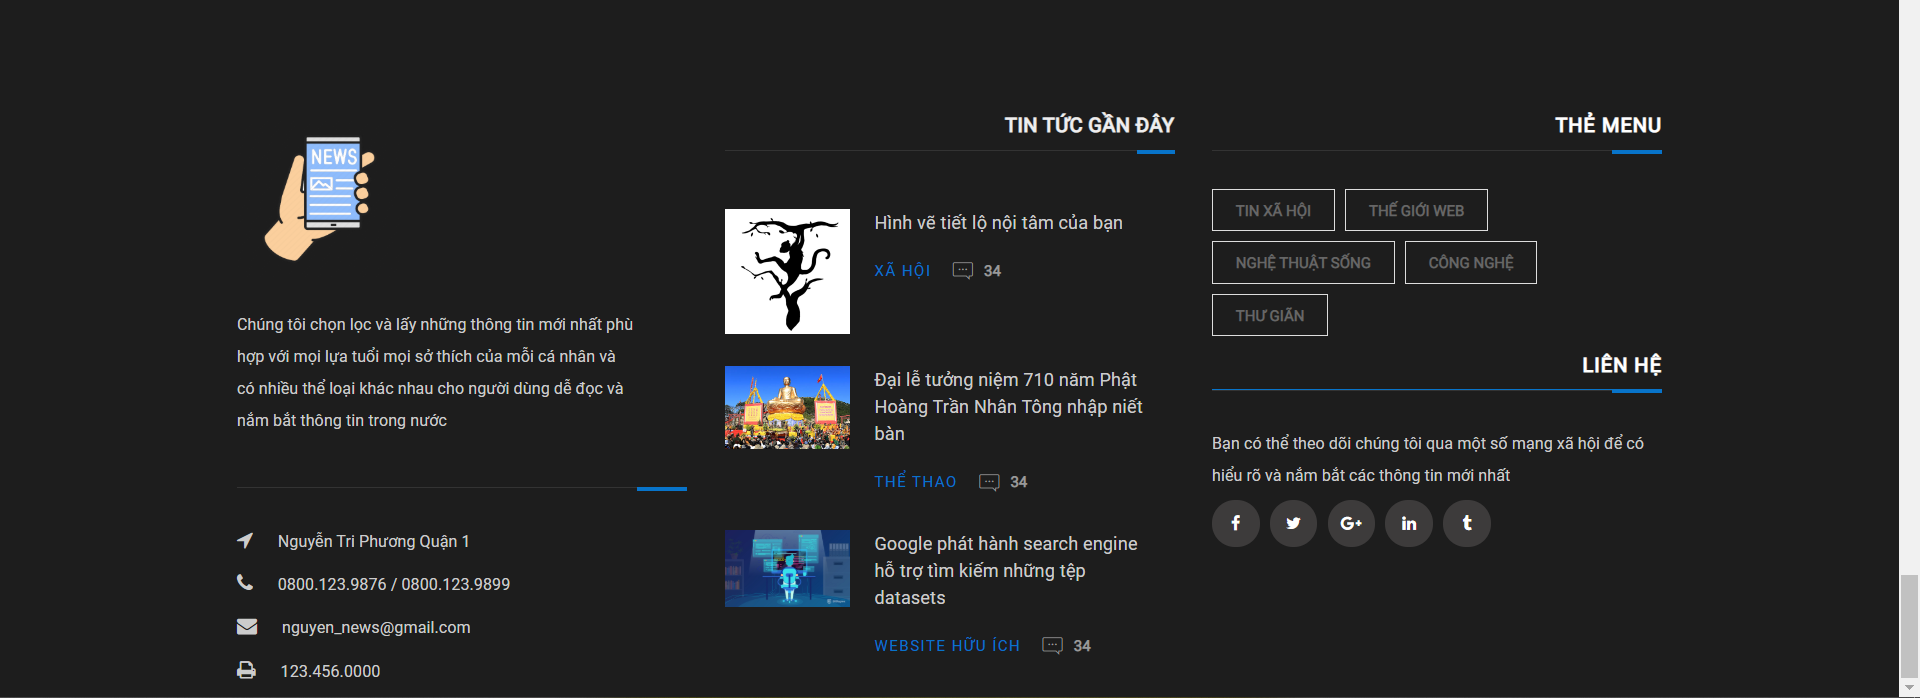 NEWS
Chúng tôi chọn lọc và lấy những thông tin mới nhất phù
hợp với mọi lựa tuổi mọi sở thích của mỗi cá nhân và
có nhiều thể loại khác nhau cho người dùng dễ đọc và
nắm bắt thông tin trong nước
Nguyễn Tri Phương Quận 1
0800.123.9876 / 0800.123.9899
nguyen_news@gmail.com
123.456.0000
TIN TỨC GẦN ĐÂY
Hình vẽ tiết lộ nội tâm của bạn
XÃ HỘI 34
Đại lễ tưởng niệm 710 năm Phật
Hoàng Trần Nhân Tông nhập niết
bàn
THỂ THAO 34
Google phát hành search engine
hỗ trợ tìm kiếm những tệp
datasets
WEBSITE HỮU ÍCH 34
THẺ MENU
TIN XÃ HỘI THẾ GIỚI WEB
NGHỆ THUẬT SỐNG CÔNG NGHỆ
THƯ GIÃN
LIÊN HỆ
Bạn có thể theo dõi chúng tôi qua một số mạng xã hội để có
hiểu rõ và nắm bắt các thông tin mới nhất